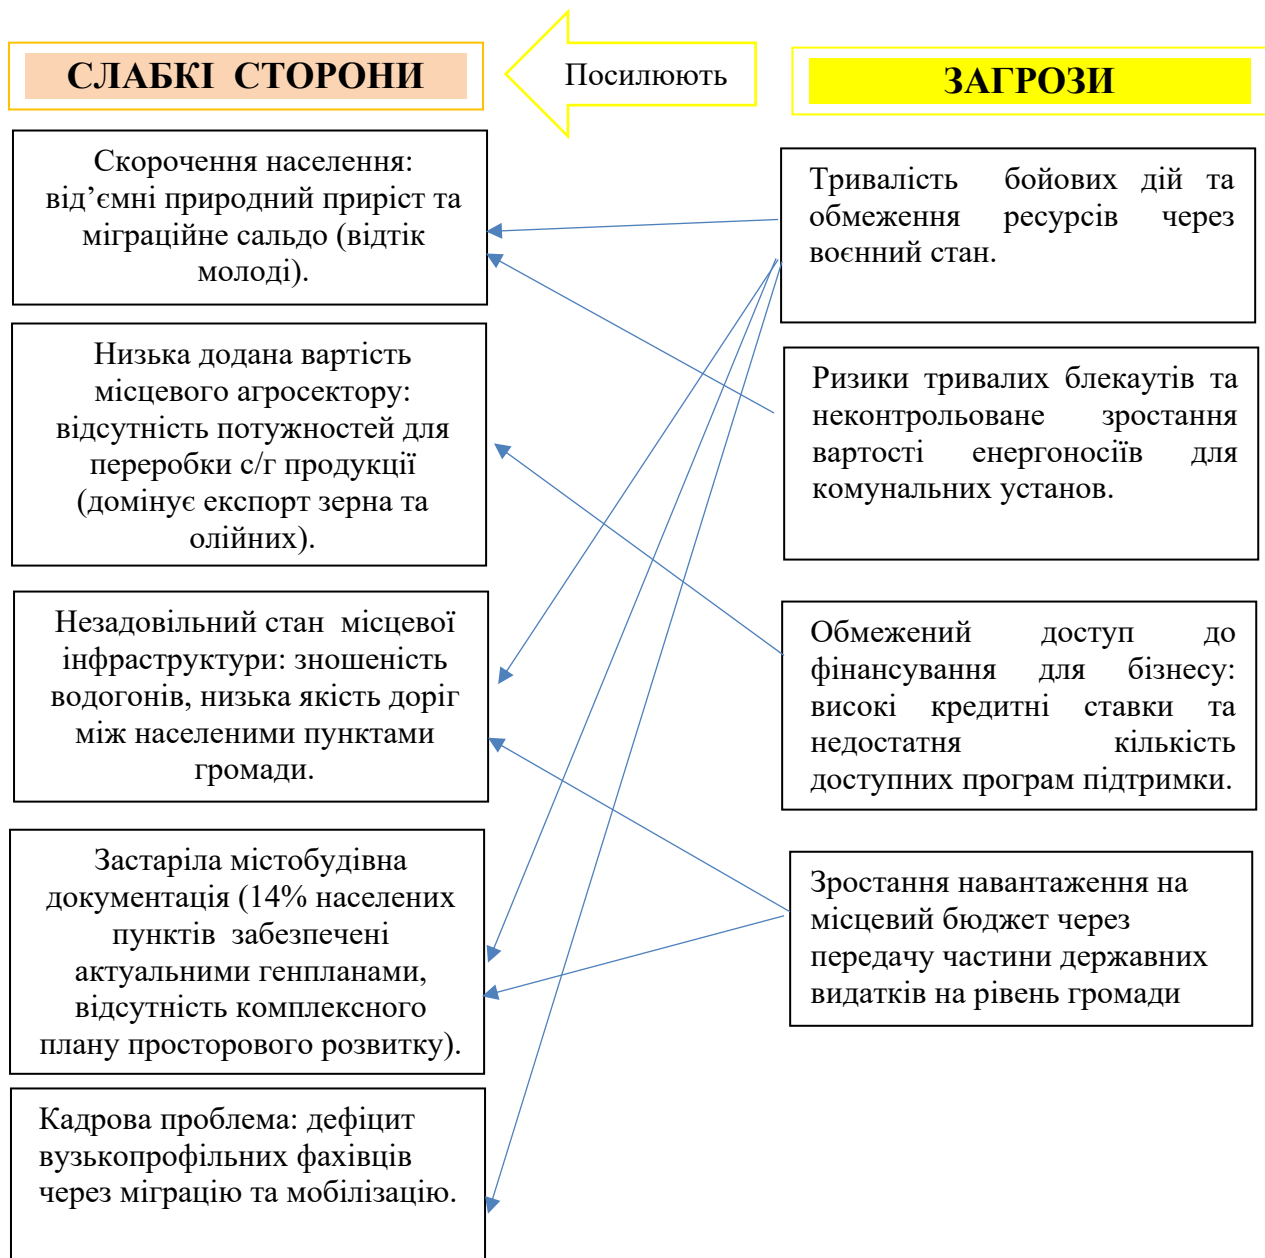 СЛАБКІ СТОРОНИ
Посилюють
ЗАГРОЗИ
Скорочення населення:
від’ємні природний приріст та
міграційне сальдо (відтік
молоді).
Низька додана вартість
місцевого агросектору:
відсутність потужностей для
переробки с/г продукції
(домінує експорт зерна та
олійних).
Незадовільний стан місцевої
інфраструктури: зношеність
водогонів, низька якість доріг
між населеними пунктами
громади.
Застаріла містобудівна
документація (14% населених
пунктів забезпечені
актуальними генпланами,
відсутність комплексного
плану просторового розвитку).
Кадрова проблема: дефіцит
вузькопрофільних фахівців
через міграцію та мобілізацію.
Тривалість бойових дій та
обмеження ресурсів через
воєнний стан.
Ризики тривалих блекаутів та
неконтрольоване зростання
вартості енергоносіїв для
комунальних установ.
Обмежений доступ до
фінансування для бізнесу:
високі кредитні ставки та
недостатня кількість
доступних програм підтримки.
Зростання навантаження на
місцевий бюджет через
передачу частини державних
видатків на рівень громади